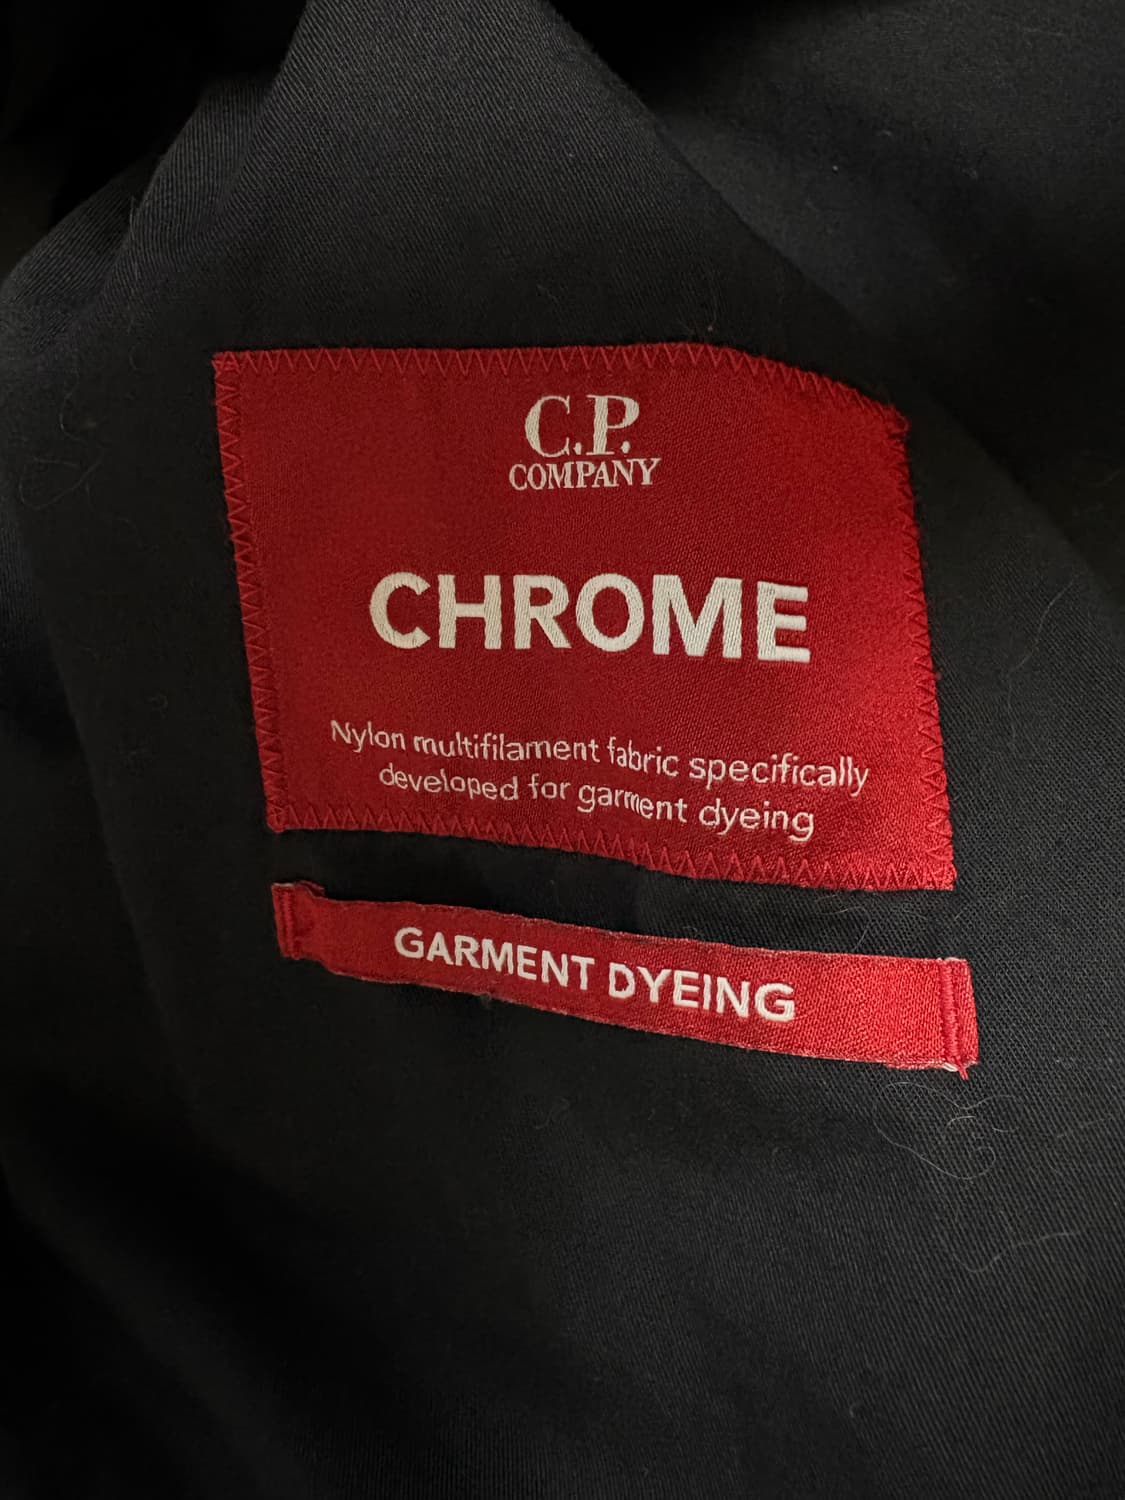 C.P.
COMPANY
CHROME
Nylon multifilament fabric specifically
developed for garment dyeing
GARMENT DYEING